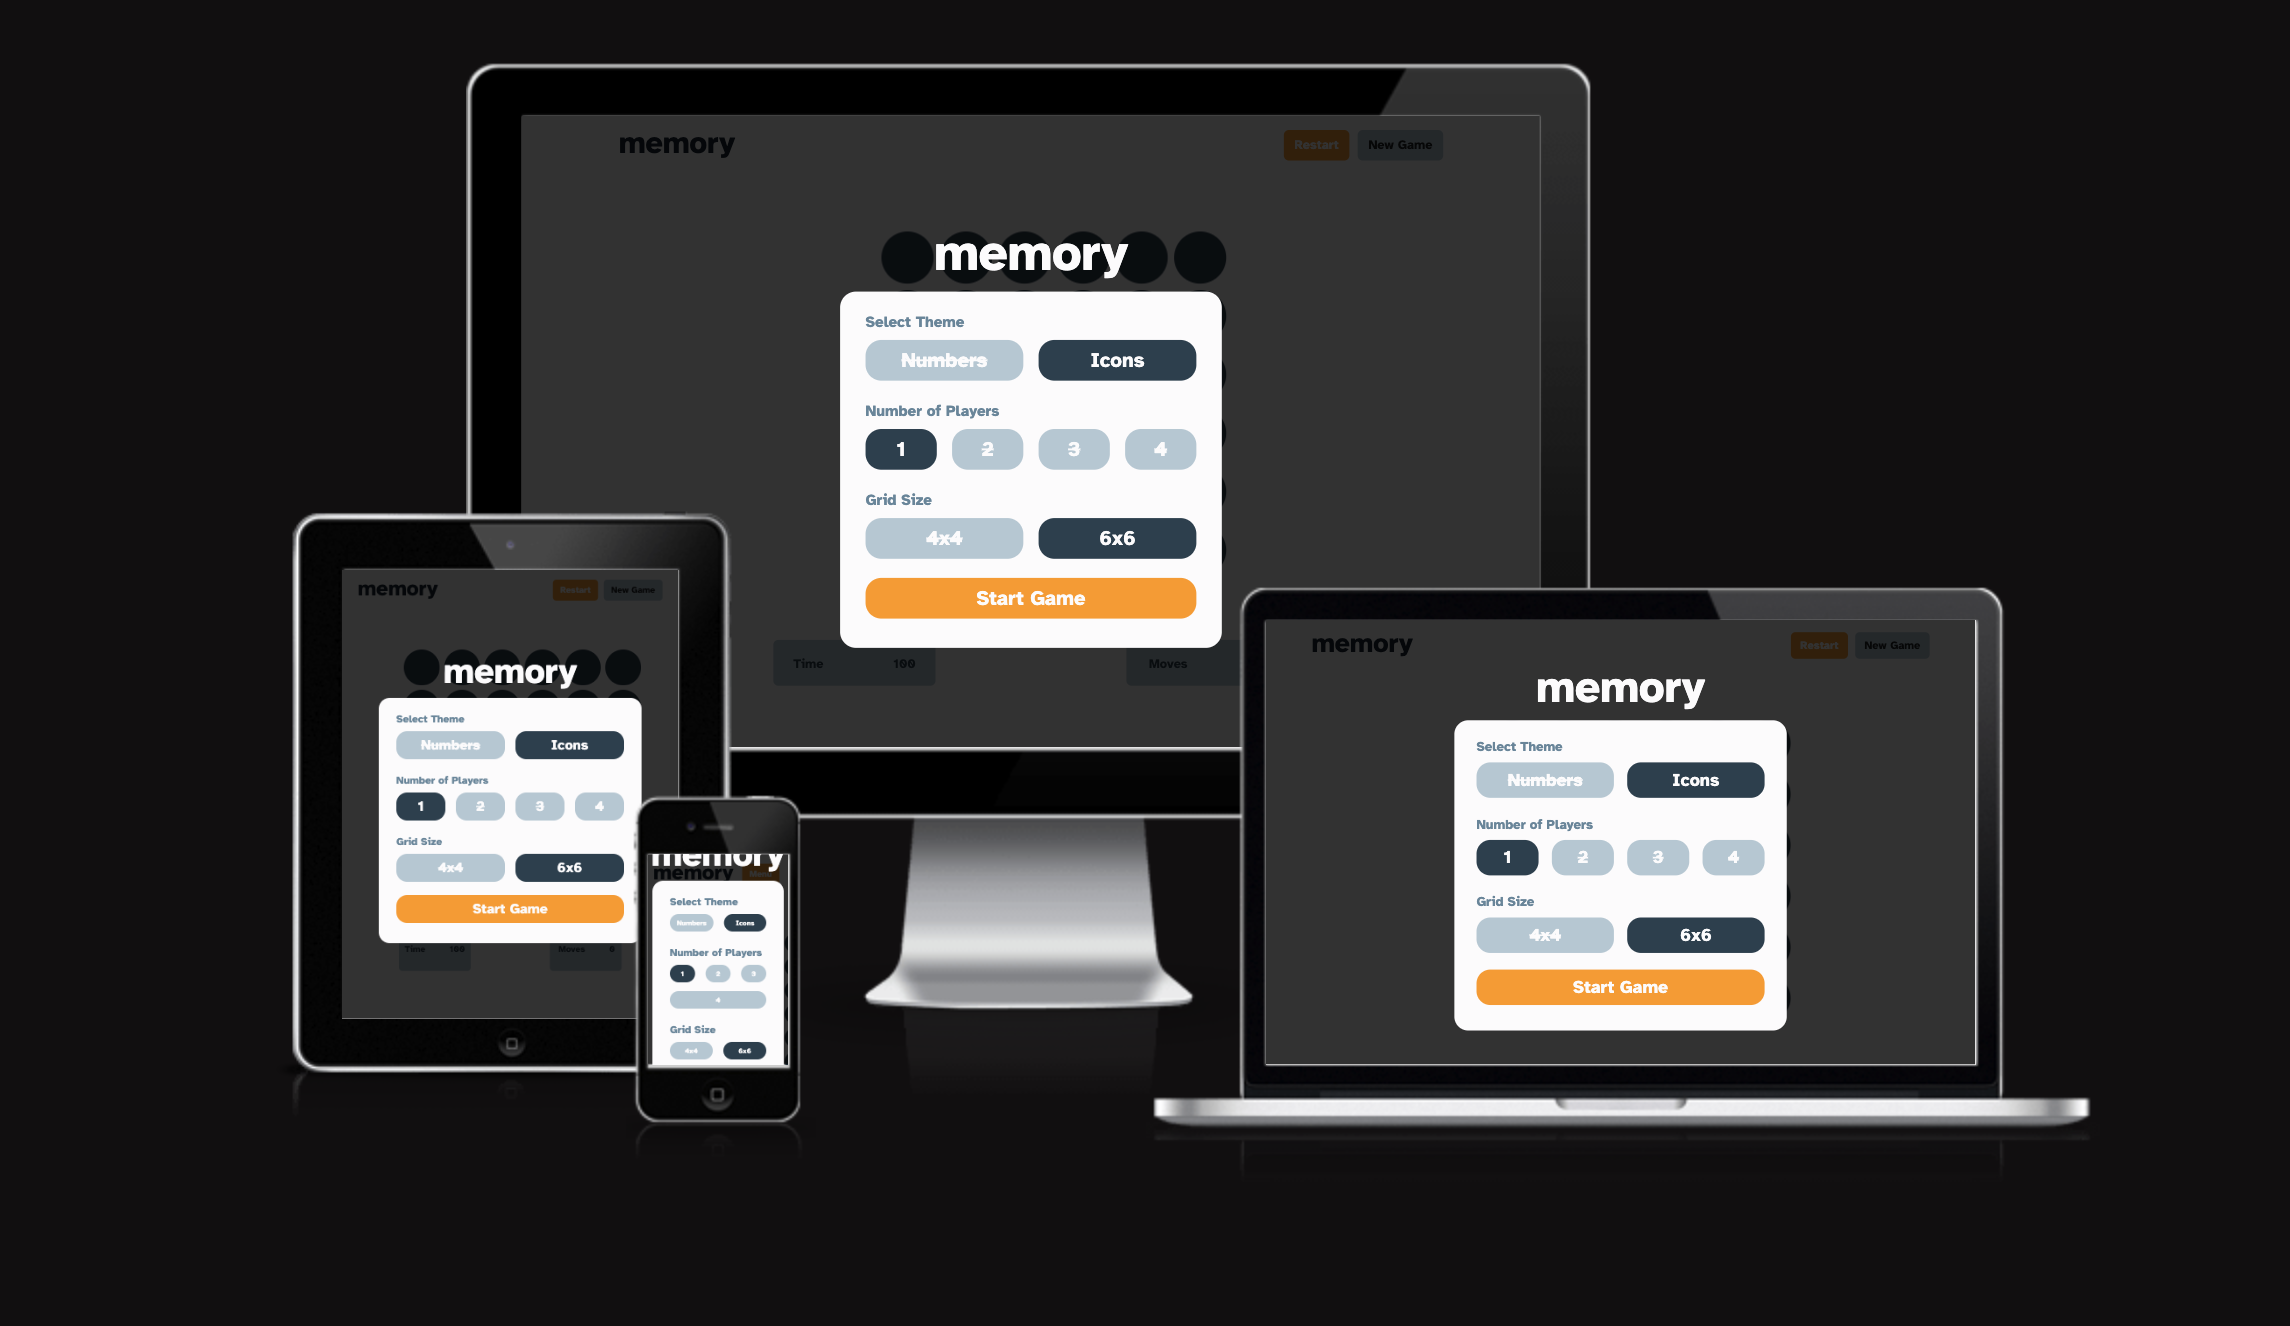 memory
Restart New Game
memory
Select Theme
Numbers Icons
Number of Players
1 2 3 4
Grid Size
4x4 6x6
Start Game
Time 100
Moves
memory
Restart New Game
memory
Select Theme
Numbers Icons
Number of Players
1 2 3 4
Grid Size
4x4 6x6
Start Game
Time 100
Moves 0
memory
memory
Select Theme
Numbers Icons
Number of Players
1 2 3
4
Grid Size
4x4 6x6
memory
Restart New Game
memory
Select Theme
Numbers Icons
Number of Players
1 2 3 4
Grid Size
4x4 6x6
Start Game